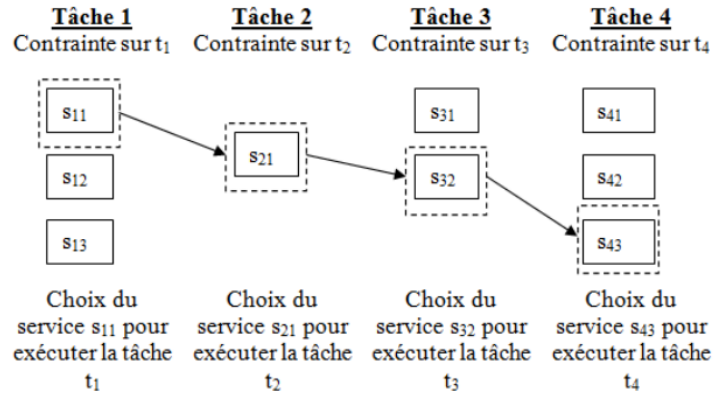 Tâche 1
Contrainte sur t1
Tâche 2
Contrainte sur t2
Tâche 3
Contrainte sur t3
Tâche 4
Contrainte sur t4
s11
s12
s13
s21
s31
s32
s41
s42
s43
Choix du
service s11 pour
exécuter la tâche
t1
Choix du
service s21 pour
exécuter la tâche
t2
Choix du
service s32 pour
exécuter la tâche
t3
Choix du
service s43 pour
exécuter la tâche
t4